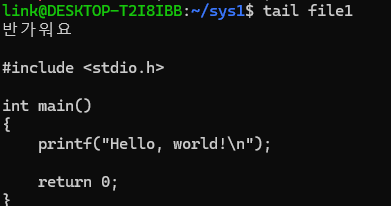 link@DESKTOP-T2I8IBB:~/sys1$ tail file1
반가워요

#include <stdio.h>

int main()
{
    printf("Hello, world!\n");

    return 0;
}